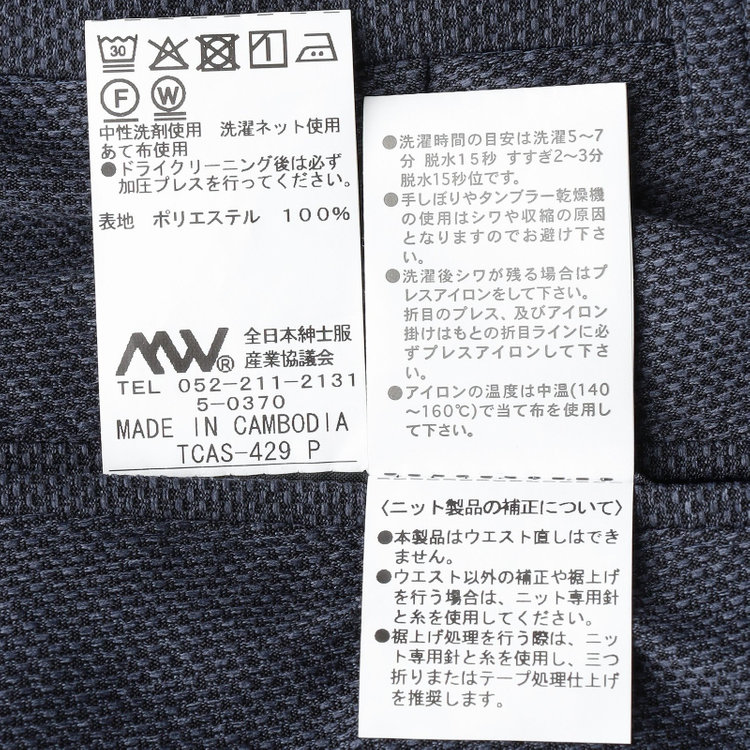 30
F W
中性洗剤使用 洗濯ネット使用
あて布使用
●ドライクリーニング後は必ず
加圧プレスを行ってください。
表地 ポリエステル 100%
MW® 全日本紳士服
産業協議会
TEL 052-211-2131
5-0370
MADE IN CAMBODIA
TCAS-429 P
●洗濯時間の目安は洗濯5〜7
分 脱水15秒 すすぎ2〜3分
脱水15秒位です。
●手しぼりやタンブラー乾燥機
の使用はシワや収縮の原因
となりますのでお避け下さ
い。
●洗濯後シワが残る場合はプ
レスアイロンをして下さい。
折目のプレス、及びアイロン
掛けはもとの折目ラインに必
ずプレスアイロンして下さ
い。
●アイロンの温度は中温(140
〜160℃)で当て布を使用し
て下さい。
〈ニット製品の補正について〉
●本製品はウエスト直しはでき
ません。
●ウエスト以外の補正や裾上げ
を行う場合は、ニット専用針
と糸を使用してください。
●裾上げ処理を行う際は、ニッ
ト専用針と糸を使用し、三つ
折りまたはテープ処理仕上げ
を推奨します。